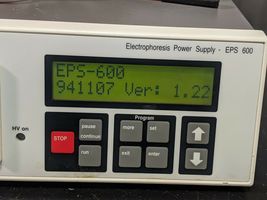 Electrophoresis Power Supply - EPS 600
EPS-600
941107 Ver: 1.22
HV on
Program
STOP
pause
continue
more
set
run
exit
enter